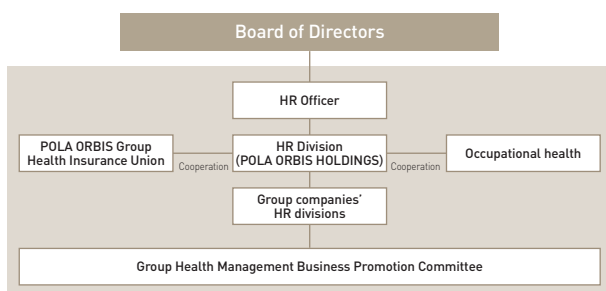 Board of Directors
HR Officer
POLA ORBIS Group
Health Insurance Union
Cooperation
HR Division
(POLA ORBIS HOLDINGS)
Cooperation
Occupational health
Group companies'
HR divisions
Group Health Management Business Promotion Committee